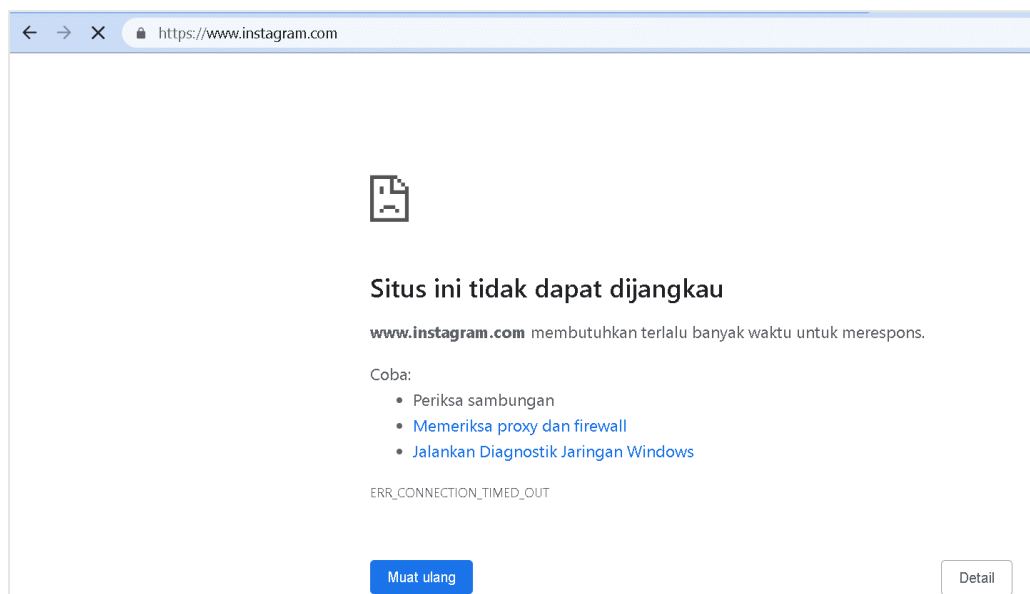 https://www.instagram.com
Situs ini tidak dapat dijangkau
www.instagram.com membutuhkan terlalu banyak waktu untuk merespons.
Coba:
• Periksa sambungan
• Memeriksa proxy dan firewall
• Jalankan Diagnostik Jaringan Windows
ERR_CONNECTION_TIMED_OUT
Muat ulang
Detail